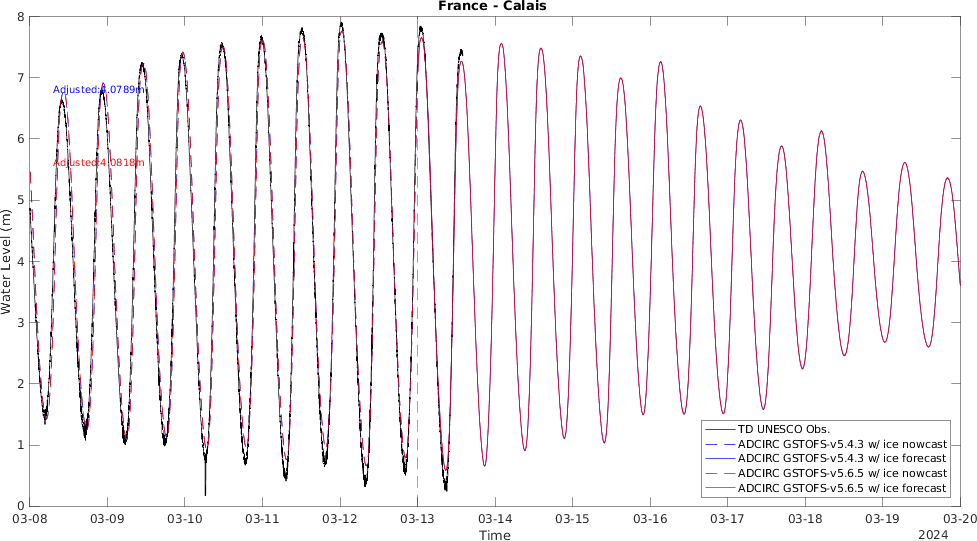 France - Calais
8
7
6
5
4
3
2
1
0
Water Level (m)
Adjusted:4.0789m
Adjusted:4.0818m
TD UNESCO Obs.
ADCIRC GSTOFS-v5.4.3 w/ ice nowcast
ADCIRC GSTOFS-v5.4.3 w/ ice forecast
ADCIRC GSTOFS-v5.6.5 w/ ice nowcast
ADCIRC GSTOFS-v5.6.5 w/ ice forecast
03-08 03-09 03-10 03-11 03-12 03-13 03-14 03-15 03-16 03-17 03-18 03-19 03-20
Time
2024